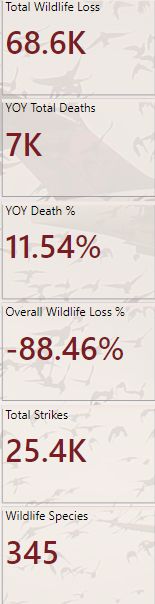 Total Wildlife Loss
68.6K
YOY Total Deaths
7K
YOY Death %
11.54%
Overall Wildlife Loss %
-88.46%
Total Strikes
25.4K
Wildlife Species
345